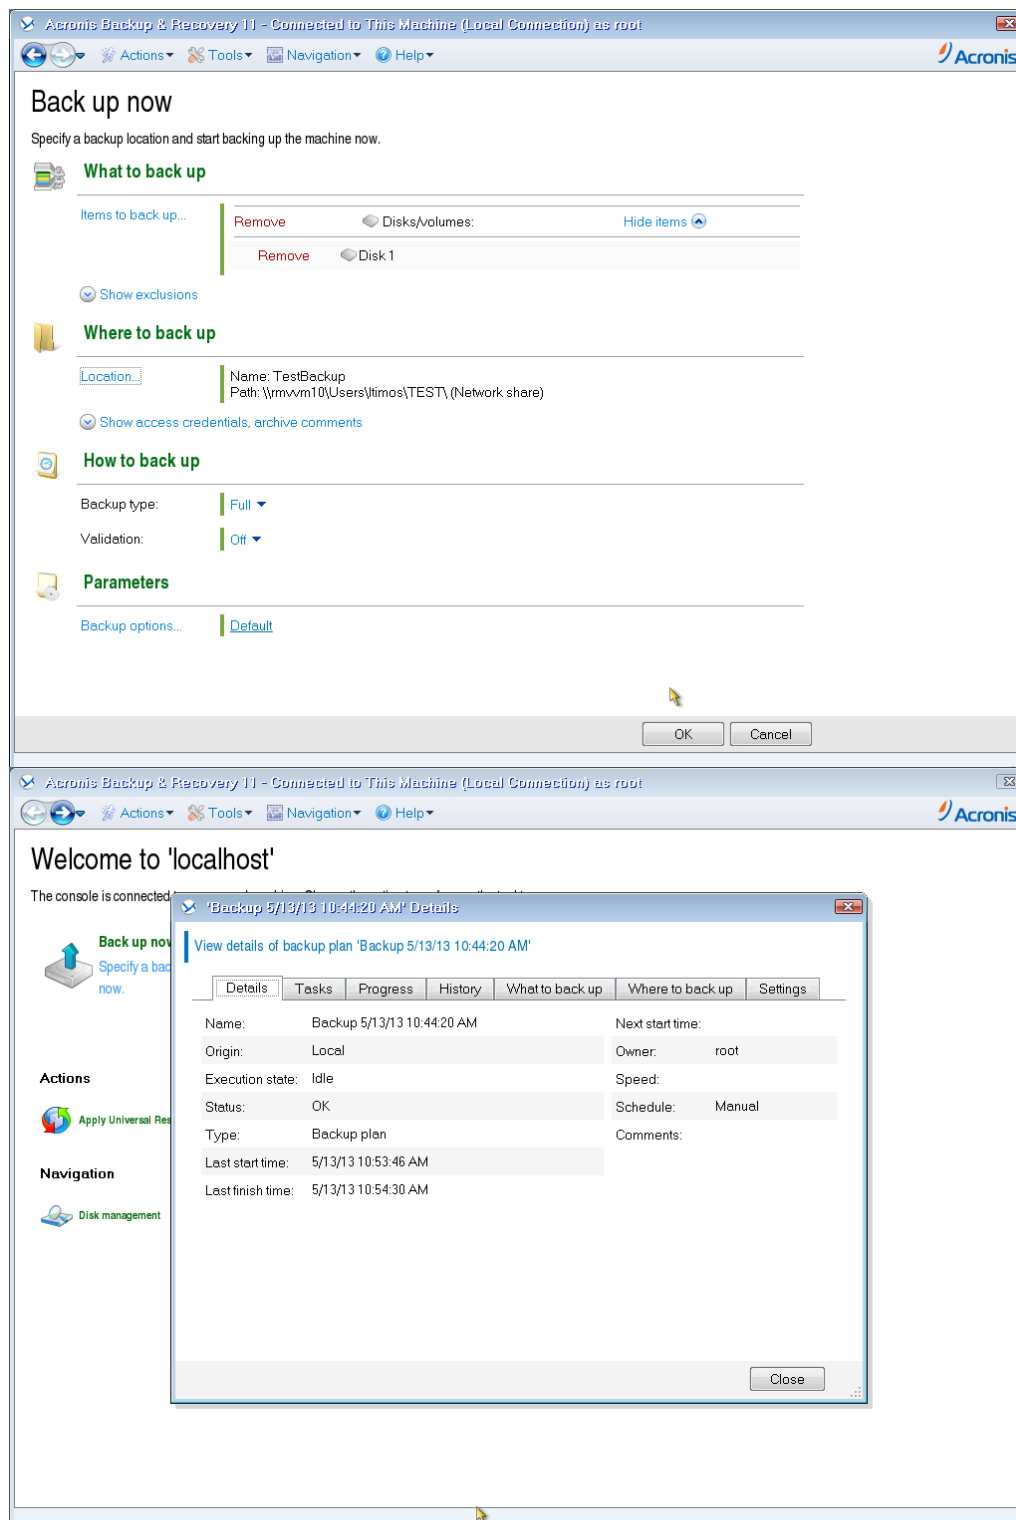 Acronis Backup & Recovery 11 - Connected to This Machine (Local Connection) as root
Actions Tools Navigation Help Acronis
Back up now
Specify a backup location and start backing up the machine now.
What to back up
Items to back up...
Remove Disks/volumes: Hide items
Remove Disk 1
Show exclusions
Where to back up
Location... Name: TestBackup
Path: \\rmvvm10\Users\ltimos\TEST\ (Network share)
Show access credentials, archive comments
How to back up
Backup type: Full
Validation: Off
Parameters
Backup options... Default
OK Cancel
Acronis Backup & Recovery 11 - Connected to This Machine (Local Connection) as root
Actions Tools Navigation Help Acronis
Welcome to 'localhost'
The console is connected
Back up now
Specify a bac
now.
Actions
Apply Universal Res
Navigation
Disk management
'Backup 5/13/13 10:44:20 AM' Details
View details of backup plan 'Backup 5/13/13 10:44:20 AM'
Details Tasks Progress History What to back up Where to back up Settings
Name: Backup 5/13/13 10:44:20 AM Next start time:
Origin: Local Owner: root
Execution state: Idle Speed:
Status: OK Schedule: Manual
Type: Backup plan Comments:
Last start time: 5/13/13 10:53:46 AM
Last finish time: 5/13/13 10:54:30 AM
Close